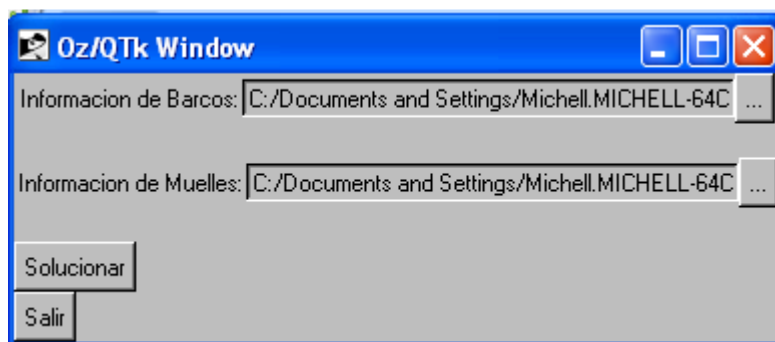 Oz/QTk Window
Informacion de Barcos: C:/Documents and Settings/Michell.MICHELL-64C ...
Informacion de Muelles: C:/Documents and Settings/Michell.MICHELL-64C ...
Solucionar
Salir